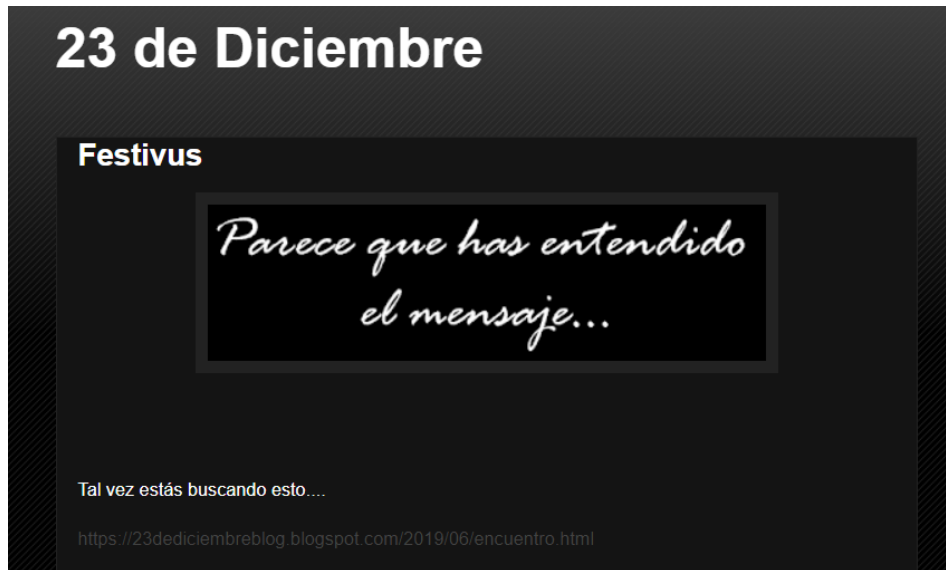 23 de Diciembre
Festivus
Parece que has entendido
el mensaje...
Tal vez estás buscando esto....
https://23dediciembreblog.blogspot.com/2019/06/encuentro.html